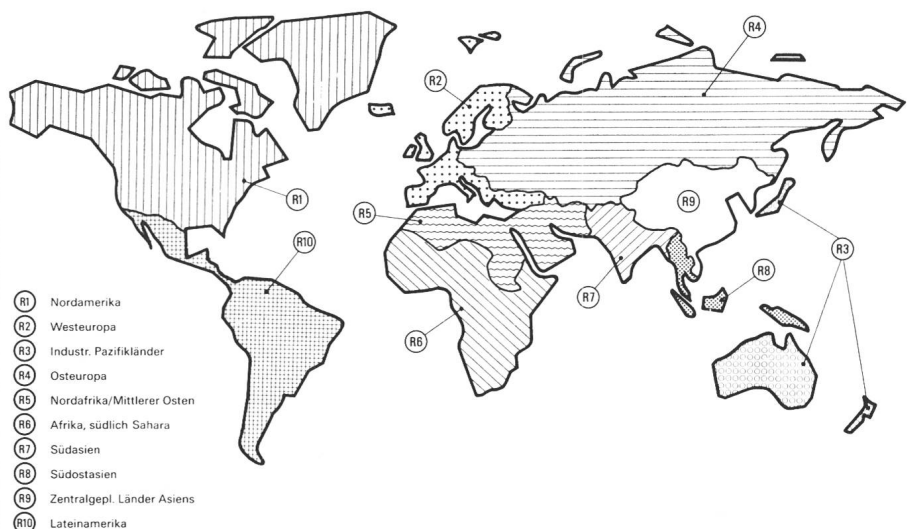 R4
R2
R9
R1
R5
R3
R10
R8
R7
R6
R1 Nordamerika
R2 Westeuropa
R3 Industr. Pazifikländer
R4 Osteuropa
R5 Nordafrika/Mittlerer Osten
R6 Afrika, südlich Sahara
R7 Südasien
R8 Südostasien
R9 Zentralgepl. Länder Asiens
R10 Lateinamerika